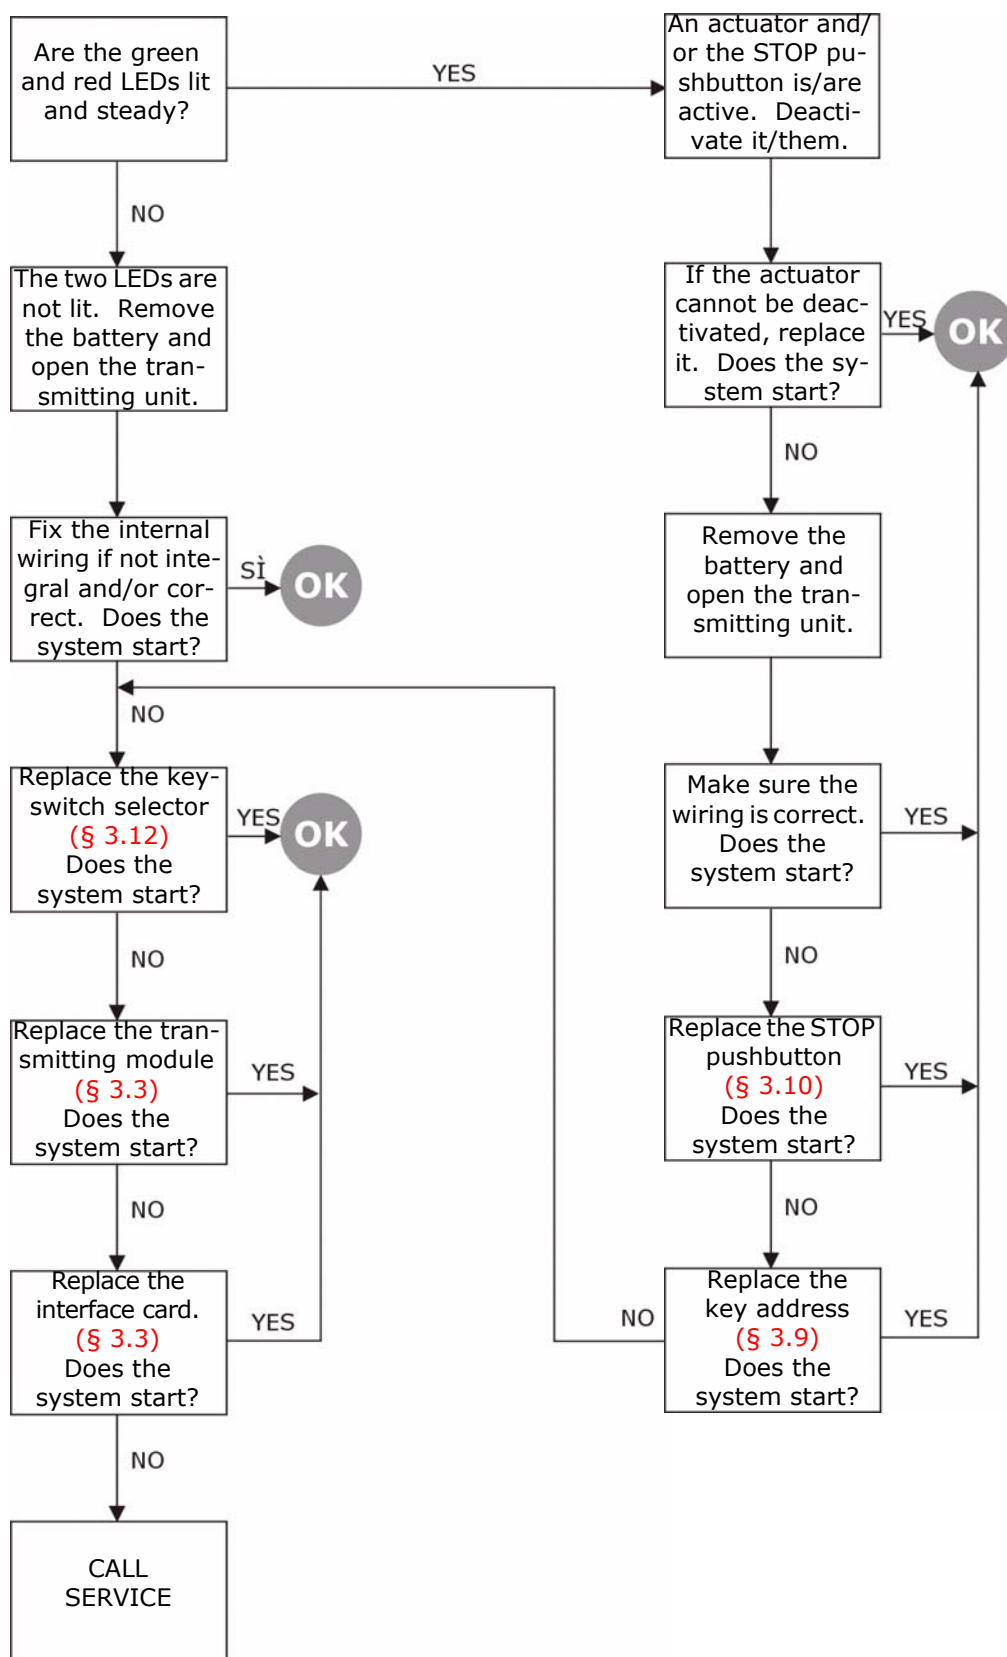 Are the green
and red LEDs lit
and steady?
YES
An actuator and/
or the STOP pu-
shbutton is/are
active. Deacti-
vate it/them.
NO
The two LEDs are
not lit. Remove
the battery and
open the tran-
smitting unit.
If the actuator
cannot be deac-
tivated, replace
it. Does the sy-
stem start?
YES
OK
NO
Fix the internal
wiring if not inte-
gral and/or cor-
rect. Does the
system start?
SÌ
OK
Remove the
battery and
open the tran-
smitting unit.
NO
Replace the key-
switch selector
(§ 3.12)
Does the
system start?
YES
OK
Make sure the
wiring is correct.
Does the
system start?
YES
NO
NO
Replace the tran-
smitting module
(§ 3.3)
Does the
system start?
YES
Replace the STOP
pushbutton
(§ 3.10)
Does the
system start?
YES
NO
NO
Replace the
interface card.
(§ 3.3)
Does the
system start?
YES
NO
Replace the
key address
(§ 3.9)
Does the
system start?
YES
NO
CALL
SERVICE